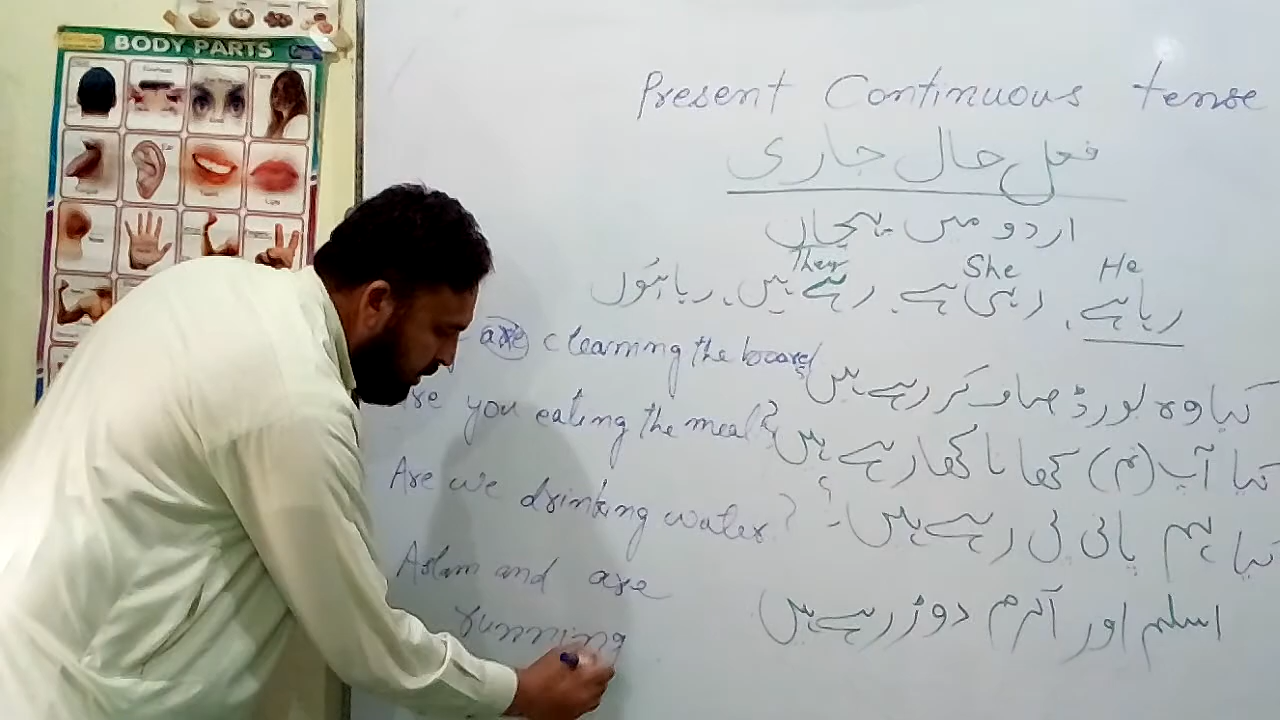 BODY PARTS
Present Continuous tense
فعل حال جاری
اردو میں پہچان
He
She
They
رہا ہے ، رہی ہے ، رہے ہیں ، رہا ہُوں
are cleaning the board
کیا وہ بورڈ صاف کر رہے ہیں
you eating the meal?
کیا آپ (تم) کھانا کھا رہے ہیں
Are we drinking water?
کیا ہم پانی پی رہے ہیں ؟
Aslam and are
اسلم اور اکرم دوڑ رہے ہیں
running